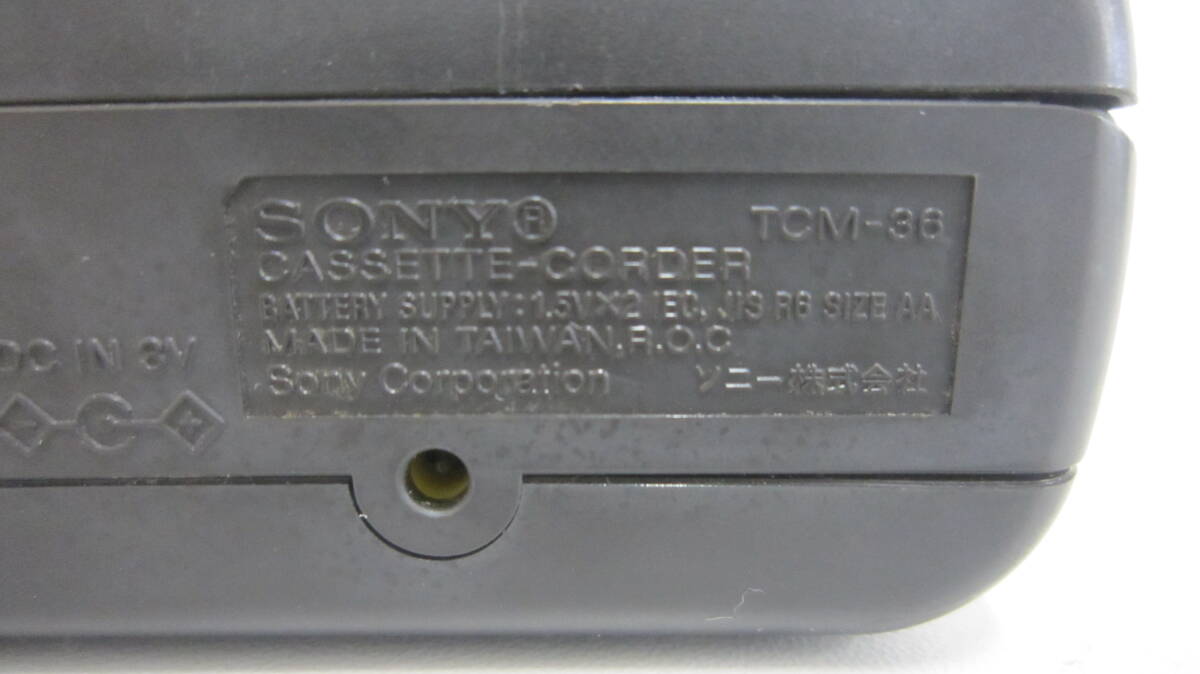 SONY® TCM-36
CASSETTE-CORDER
BATTERY SUPPLY: 1.5V×2 IEC, JIS R6 SIZE AA
MADE IN TAIWAN, R.O.C
Sony Corporation ソニー株式会社
DC IN 3V